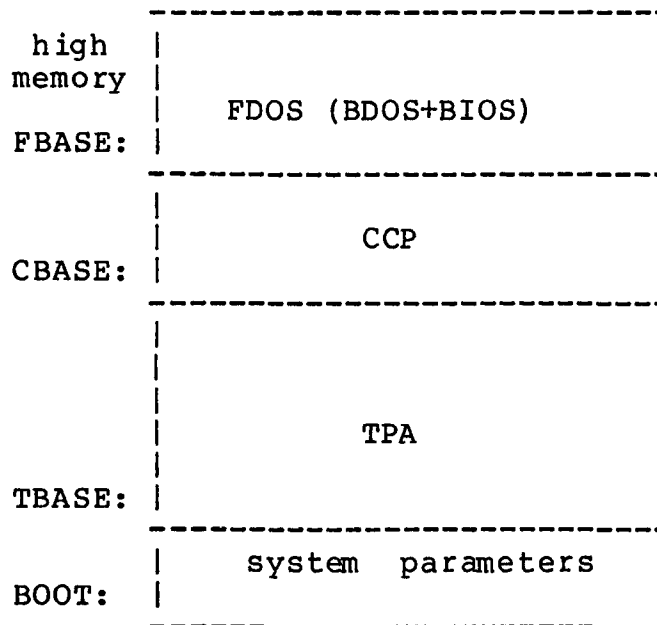 high
memory
FDOS (BDOS+BIOS)
FBASE:
CCP
CBASE:
TPA
TBASE:
system parameters
BOOT: